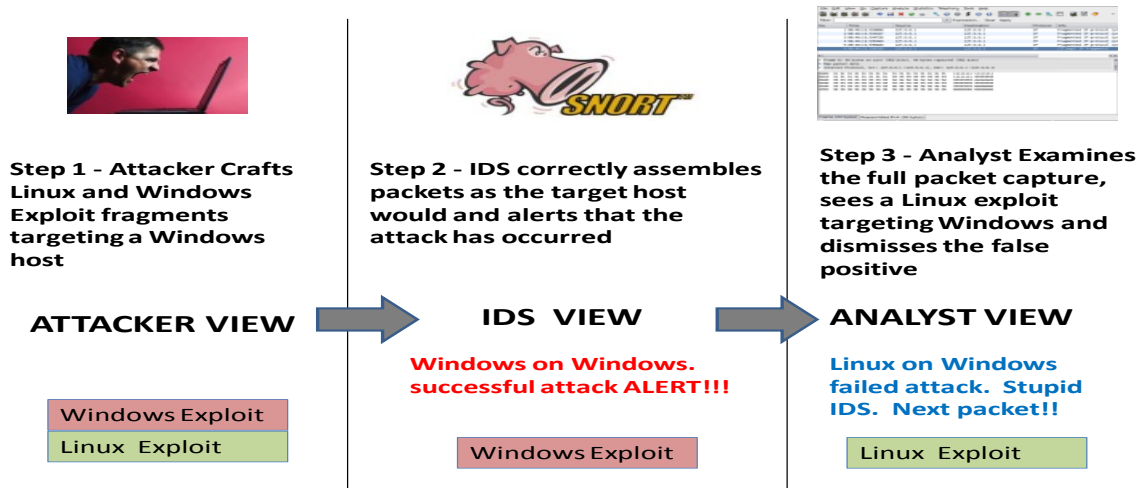 SNORT
Step 1 - Attacker Crafts
Linux and Windows
Exploit fragments
targeting a Windows
host
Step 2 - IDS correctly assembles
packets as the target host
would and alerts that the
attack has occurred
Step 3 - Analyst Examines
the full packet capture,
sees a Linux exploit
targeting Windows and
dismisses the false
positive
ATTACKER VIEW
IDS VIEW
ANALYST VIEW
Windows on Windows.
successful attack ALERT!!!
Linux on Windows
failed attack. Stupid
IDS. Next packet!!
Windows Exploit
Linux Exploit
Windows Exploit
Linux Exploit